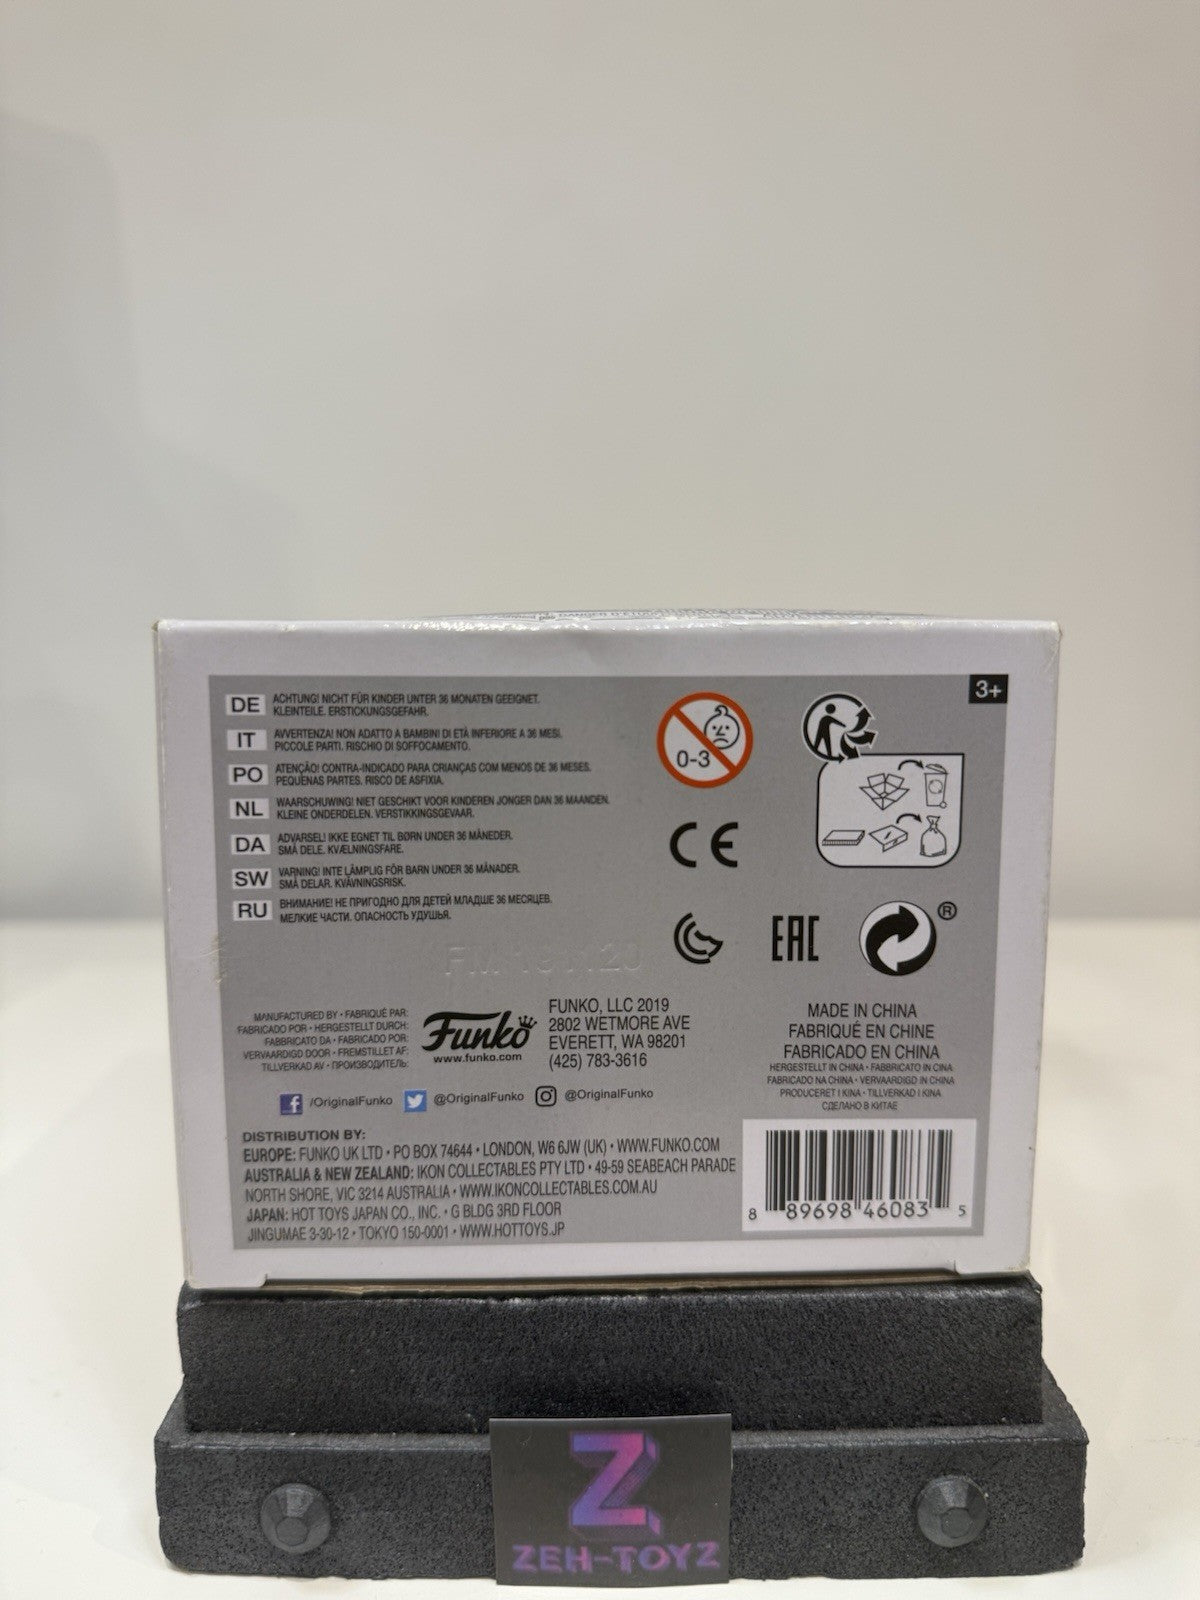 3+
DE ACHTUNG! NICHT FÜR KINDER UNTER 36 MONATEN GEEIGNET.
KLEINTEILE. ERSTICKUNGSGEFAHR.
IT AVVERTENZA! NON ADATTO A BAMBINI DI ETÀ INFERIORE A 36 MESI.
PICCOLE PARTI. RISCHIO DI SOFFOCAMENTO.
PO ATENÇÃO! CONTRA-INDICADO PARA CRIANÇAS COM MENOS DE 36 MESES.
PEQUENAS PARTES. RISCO DE ASFIXIA.
NL WAARSCHUWING! NIET GESCHIKT VOOR KINDEREN JONGER DAN 36 MAANDEN.
KLEINE ONDERDELEN. VERSTIKKINGSGEVAAR.
DA ADVARSEL! IKKE EGNET TIL BØRN UNDER 36 MÅNEDER.
SMÅ DELE. KVÆLNINGSFARE.
SW VARNING! INTE LÄMPLIG FÖR BARN UNDER 36 MÅNADER.
SMÅ DELAR. KVÄVNINGSRISK.
RU ВНИМАНИЕ! НЕ ПРИГОДНО ДЛЯ ДЕТЕЙ МЛАДШЕ 36 МЕСЯЦЕВ.
МЕЛКИЕ ЧАСТИ. ОПАСНОСТЬ УДУШЬЯ.
0-3
CE
EAC
®
MANUFACTURED BY • FABRIQUÉ PAR:
FABRICADO POR • HERGESTELLT DURCH:
FABBRICATO DA • FABRICADO POR:
VERVAARDIGD DOOR • FREMSTILLET AF:
TILLVERKAD AV • ПРОИЗВОДИТЕЛЬ:
Funko
www.funko.com
FUNKO, LLC 2019
2802 WETMORE AVE
EVERETT, WA 98201
(425) 783-3616
MADE IN CHINA
FABRIQUÉ EN CHINE
FABRICADO EN CHINA
HERGESTELLT IN CHINA • FABBRICATO IN CINA
FABRICADO NA CHINA • VERVAARDIGD IN CHINA
PRODUCERET I KINA • TILLVERKAD I KINA
СДЕЛАНО В КИТАЕ
/OriginalFunko @OriginalFunko @OriginalFunko
DISTRIBUTION BY:
EUROPE: FUNKO UK LTD • PO BOX 74644 • LONDON, W6 6JW (UK) • WWW.FUNKO.COM
AUSTRALIA & NEW ZEALAND: IKON COLLECTABLES PTY LTD • 49-59 SEABEACH PARADE
NORTH SHORE, VIC 3214 AUSTRALIA • WWW.IKONCOLLECTABLES.COM.AU
JAPAN: HOT TOYS JAPAN CO., INC. • G BLDG 3RD FLOOR
JINGUMAE 3-30-12 • TOKYO 150-0001 • WWW.HOTTOYS.JP
8 89698 46083 5
Z
ZEH-TOYZ